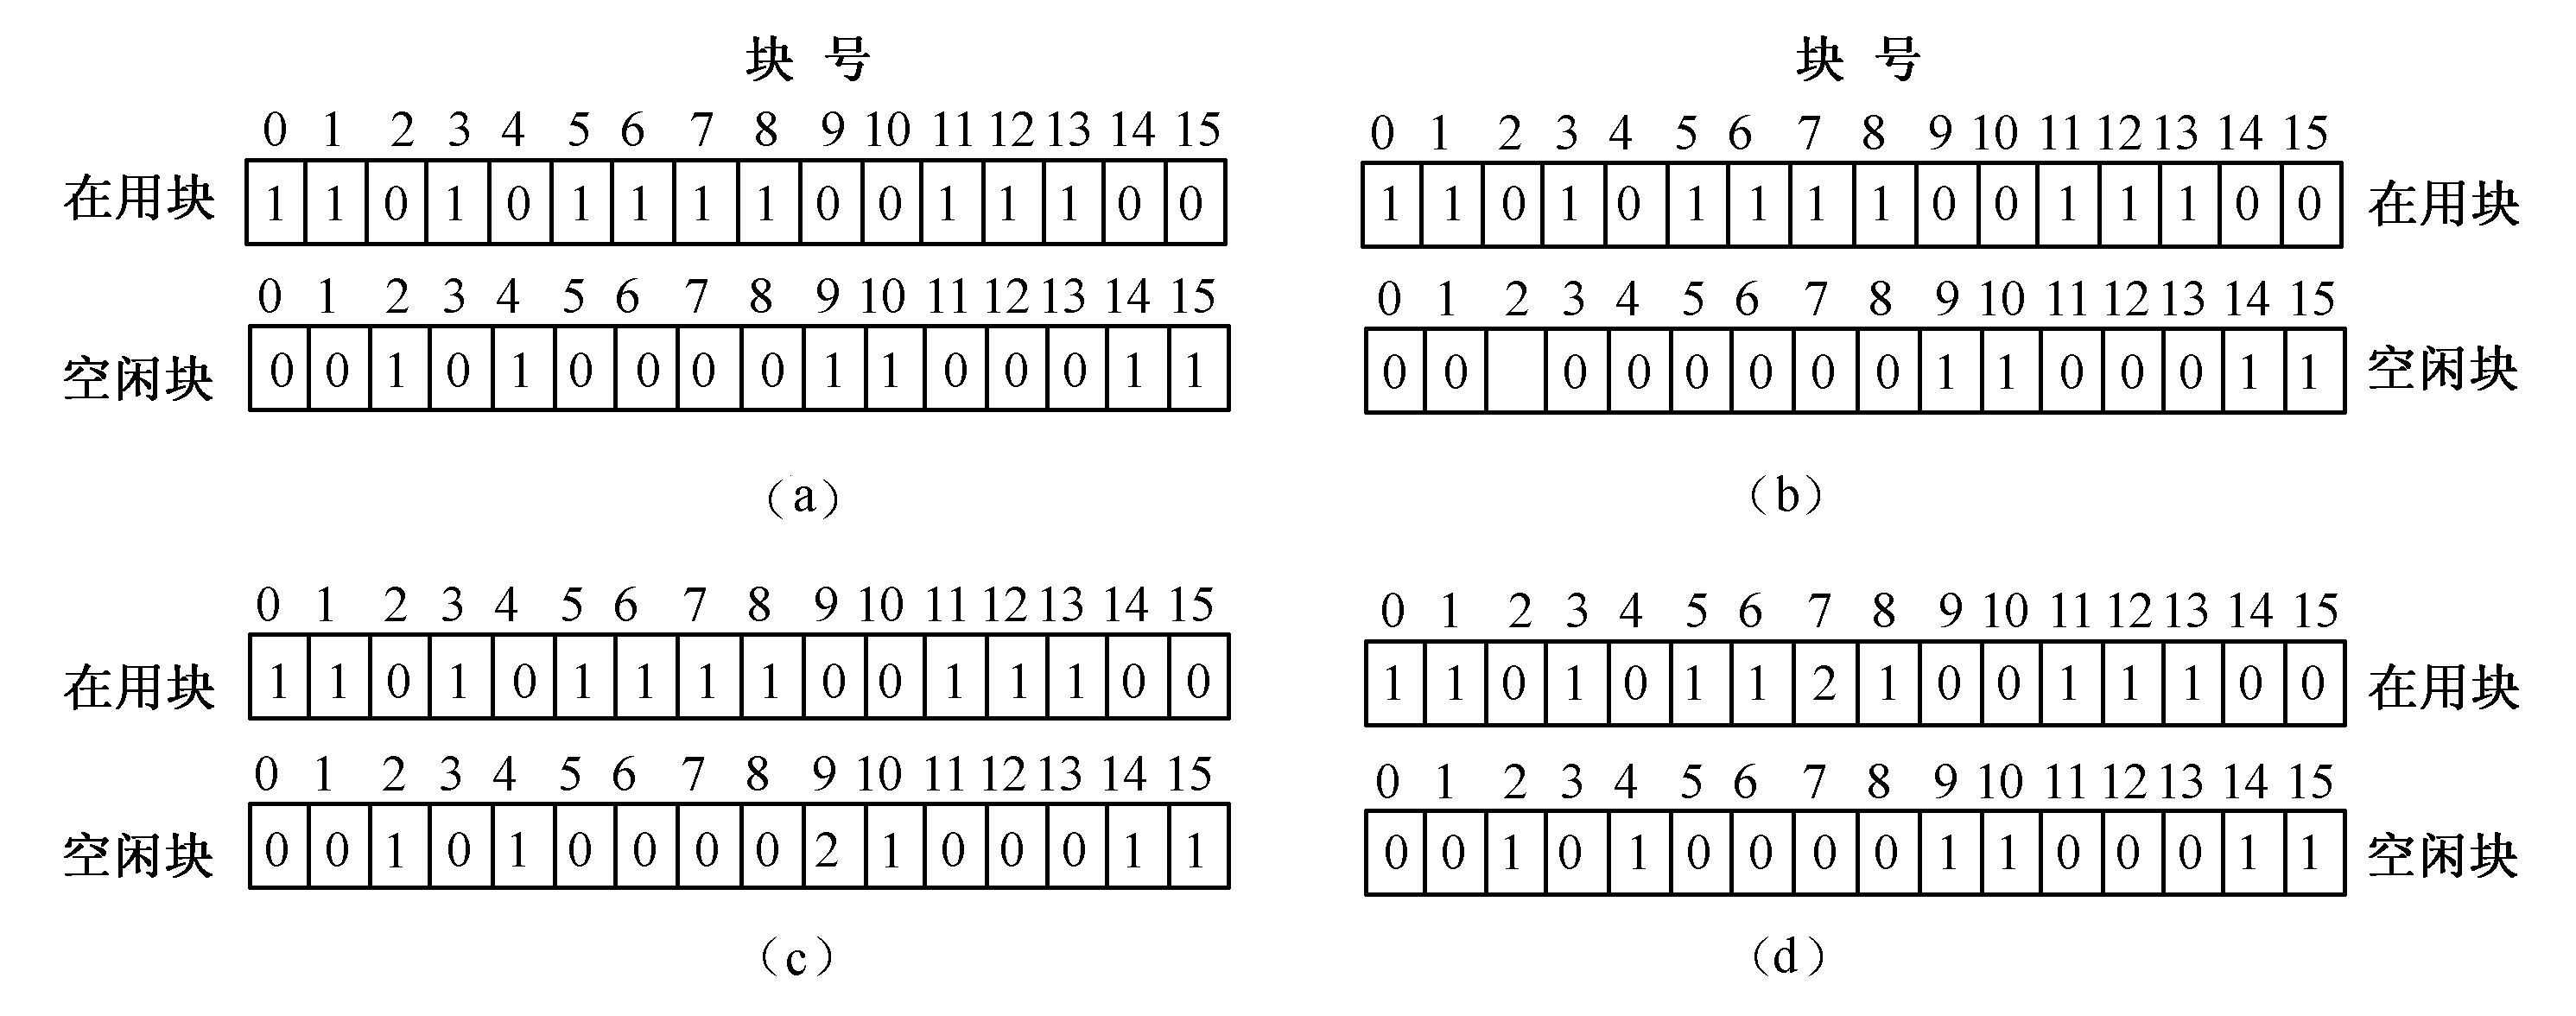 块 号
0 1 2 3 4 5 6 7 8 9 10 11 12 13 14 15
在用块 1 1 0 1 0 1 1 1 1 0 0 1 1 1 0 0
0 1 2 3 4 5 6 7 8 9 10 11 12 13 14 15
空闲块 0 0 1 0 1 0 0 0 0 1 1 0 0 0 1 1
(a)
块 号
0 1 2 3 4 5 6 7 8 9 10 11 12 13 14 15
1 1 0 1 0 1 1 1 1 0 0 1 1 1 0 0 在用块
0 1 2 3 4 5 6 7 8 9 10 11 12 13 14 15
0 0 0 0 0 0 0 0 1 1 0 0 0 1 1 空闲块
(b)
0 1 2 3 4 5 6 7 8 9 10 11 12 13 14 15
在用块 1 1 0 1 0 1 1 1 1 0 0 1 1 1 0 0
0 1 2 3 4 5 6 7 8 9 10 11 12 13 14 15
空闲块 0 0 1 0 1 0 0 0 0 2 1 0 0 0 1 1
(c)
0 1 2 3 4 5 6 7 8 9 10 11 12 13 14 15
1 1 0 1 0 1 1 2 1 0 0 1 1 1 0 0 在用块
0 1 2 3 4 5 6 7 8 9 10 11 12 13 14 15
0 0 1 0 1 0 0 0 0 1 1 0 0 0 1 1 空闲块
(d)